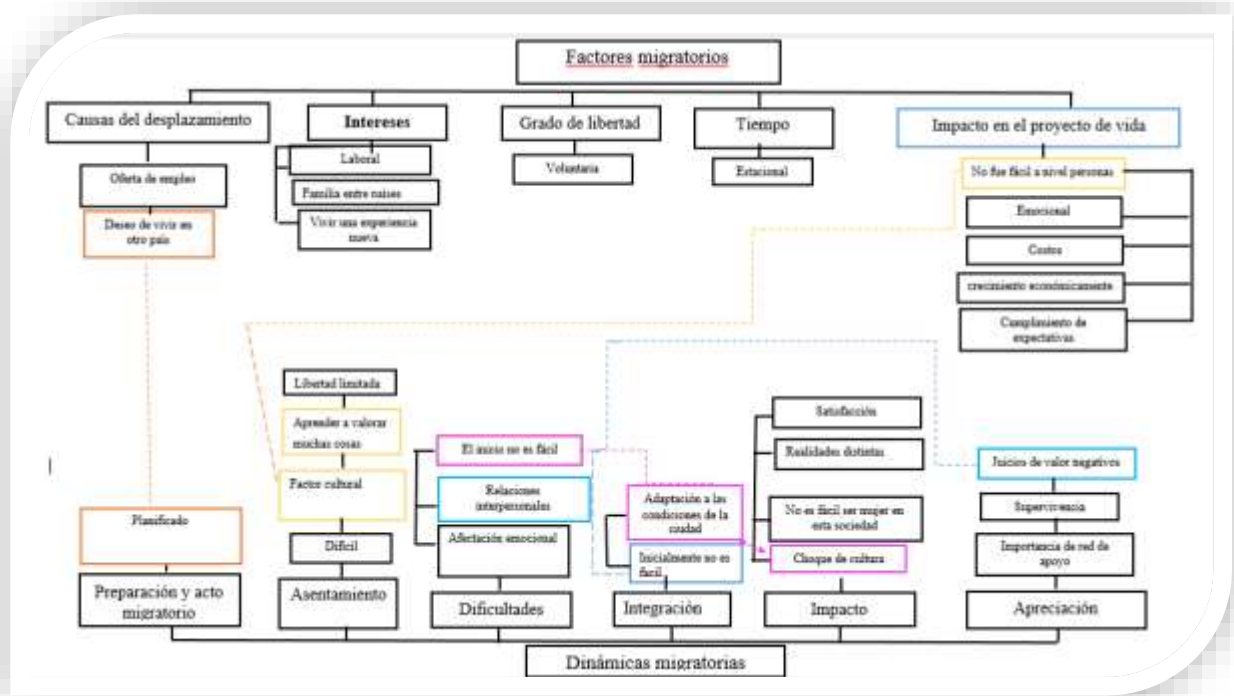 Factores migratorios
Causas del desplazamiento
Intereses
Grado de libertad
Tiempo
Impacto en el proyecto de vida
Oferta de empleo
Deseo de vivir en
otro país
Laboral
Familia entre países
Vivir una experiencia
nueva
Voluntaria
Estacional
No fue fácil a nivel personas
Emocional
Costos
crecimiento económicamente
Cumplimiento de
expectativas
Libertad limitada
Aprender a valorar
muchas cosas
Factor cultural
Difícil
El inicio no es fácil
Relaciones
interpersonales
Afectación emocional
Adaptación a las
condiciones de la
ciudad
Inicialmente no es
fácil
Satisfacción
Realidades distintas
No es fácil ser mujer en
esta sociedad
Choque de cultura
Juicios de valor negativos
Supervivencia
Importancia de red de
apoyo
Planificado
Preparación y acto
migratorio
Asentamiento
Dificultades
Integración
Impacto
Apreciación
Dinámicas migratorias